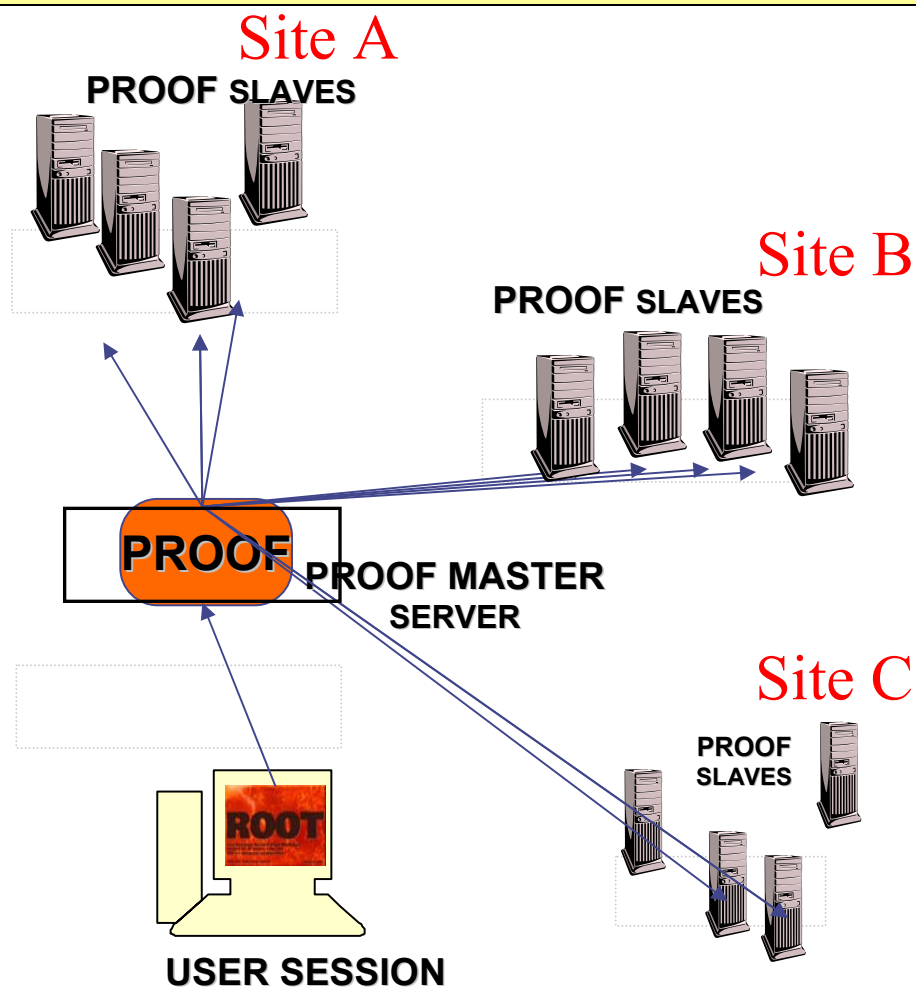 Site A
PROOF SLAVES
Site B
PROOF SLAVES
PROOF
PROOF MASTER
SERVER
Site C
PROOF
SLAVES
ROOT
USER SESSION